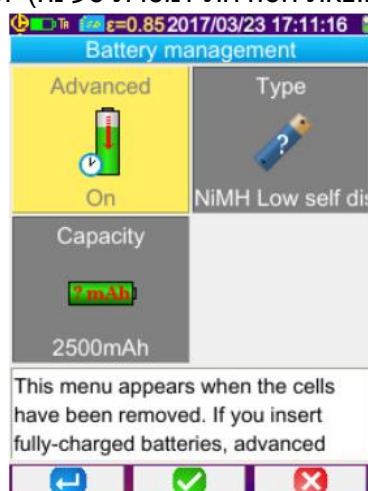 ε=0.85 2017/03/23 17:11:16
Battery management
Advanced
Type
On
NiMH Low self dis
Capacity
? mAh
2500mAh
This menu appears when the cells
have been removed. If you insert
fully-charged batteries, advanced